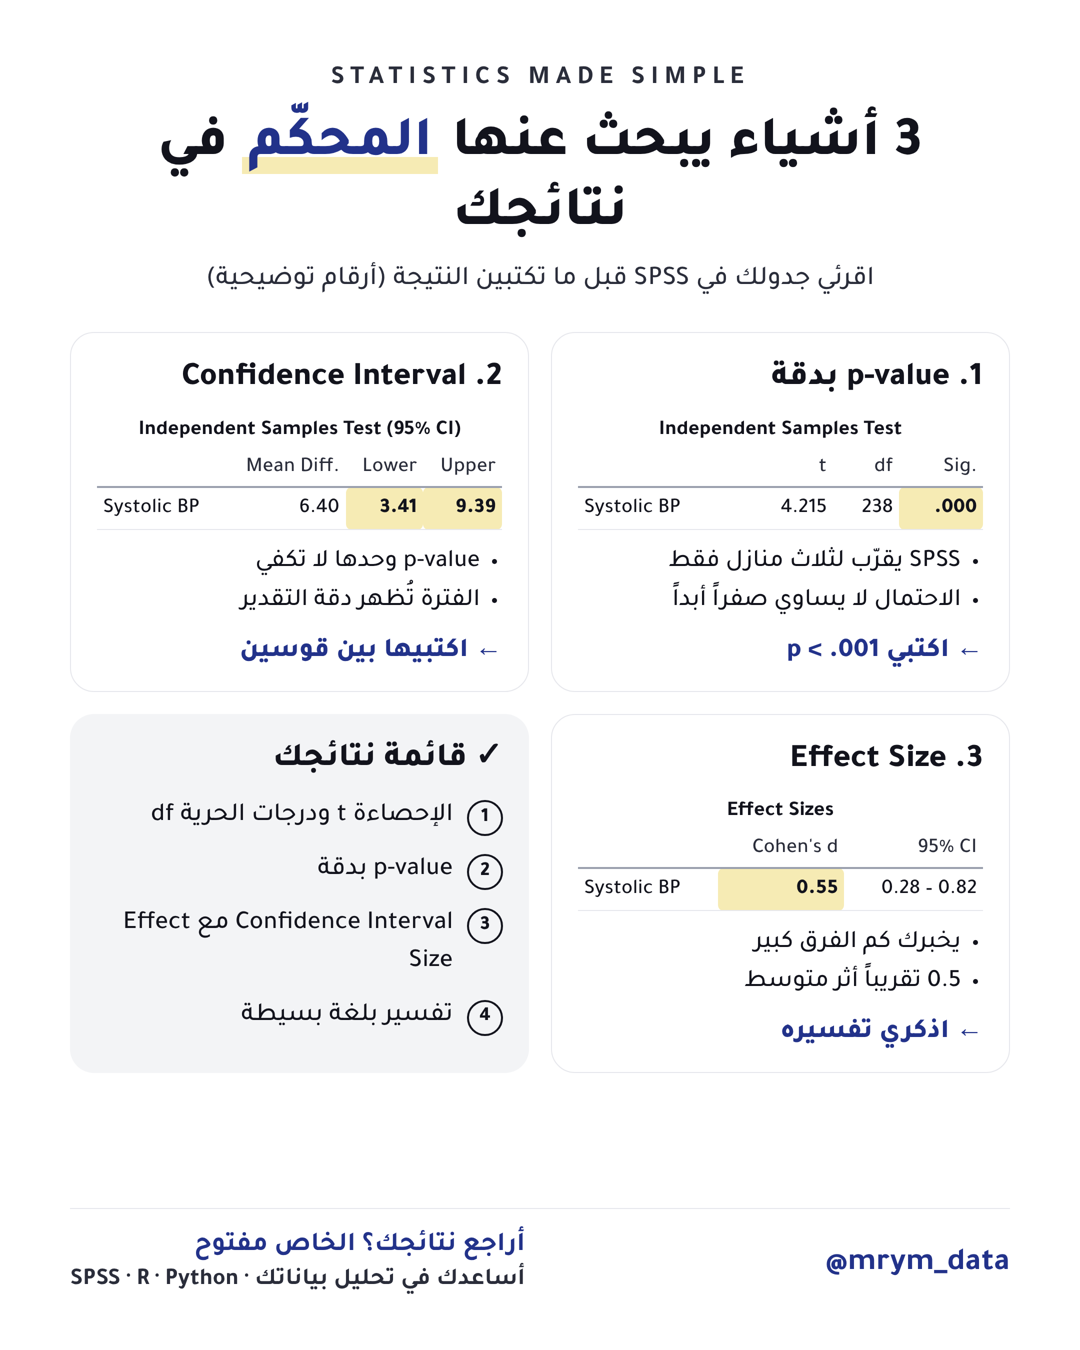 STATISTICS MADE SIMPLE
3 أشياء يبحث عنها المحكّم في
نتائجك
اقرئي جدولك في SPSS قبل ما تكتبين النتيجة (أرقام توضيحية)
1. p-value بدقة
Independent Samples Test
t df Sig.
Systolic BP 4.215 238 .000
• SPSS يقرّب لثلاث منازل فقط
• الاحتمال لا يساوي صفراً أبداً
← اكتبي p < .001
2. Confidence Interval
Independent Samples Test (95% CI)
Mean Diff. Lower Upper
Systolic BP 6.40 3.41 9.39
• p-value وحدها لا تكفي
• الفترة تُظهر دقة التقدير
← اكتبيها بين قوسين
3. Effect Size
Effect Sizes
Cohen's d 95% CI
Systolic BP 0.55 0.28 - 0.82
• يخبرك كم الفرق كبير
• 0.5 تقريباً أثر متوسط
← اذكري تفسيره
✓ قائمة نتائجك
1 الإحصاءة t ودرجات الحرية df
2 p-value بدقة
3 Confidence Interval مع Effect
Size
4 تفسير بلغة بسيطة
@mrym_data
أراجع نتائجك؟ الخاص مفتوح
أساعدك في تحليل بياناتك · SPSS · R · Python